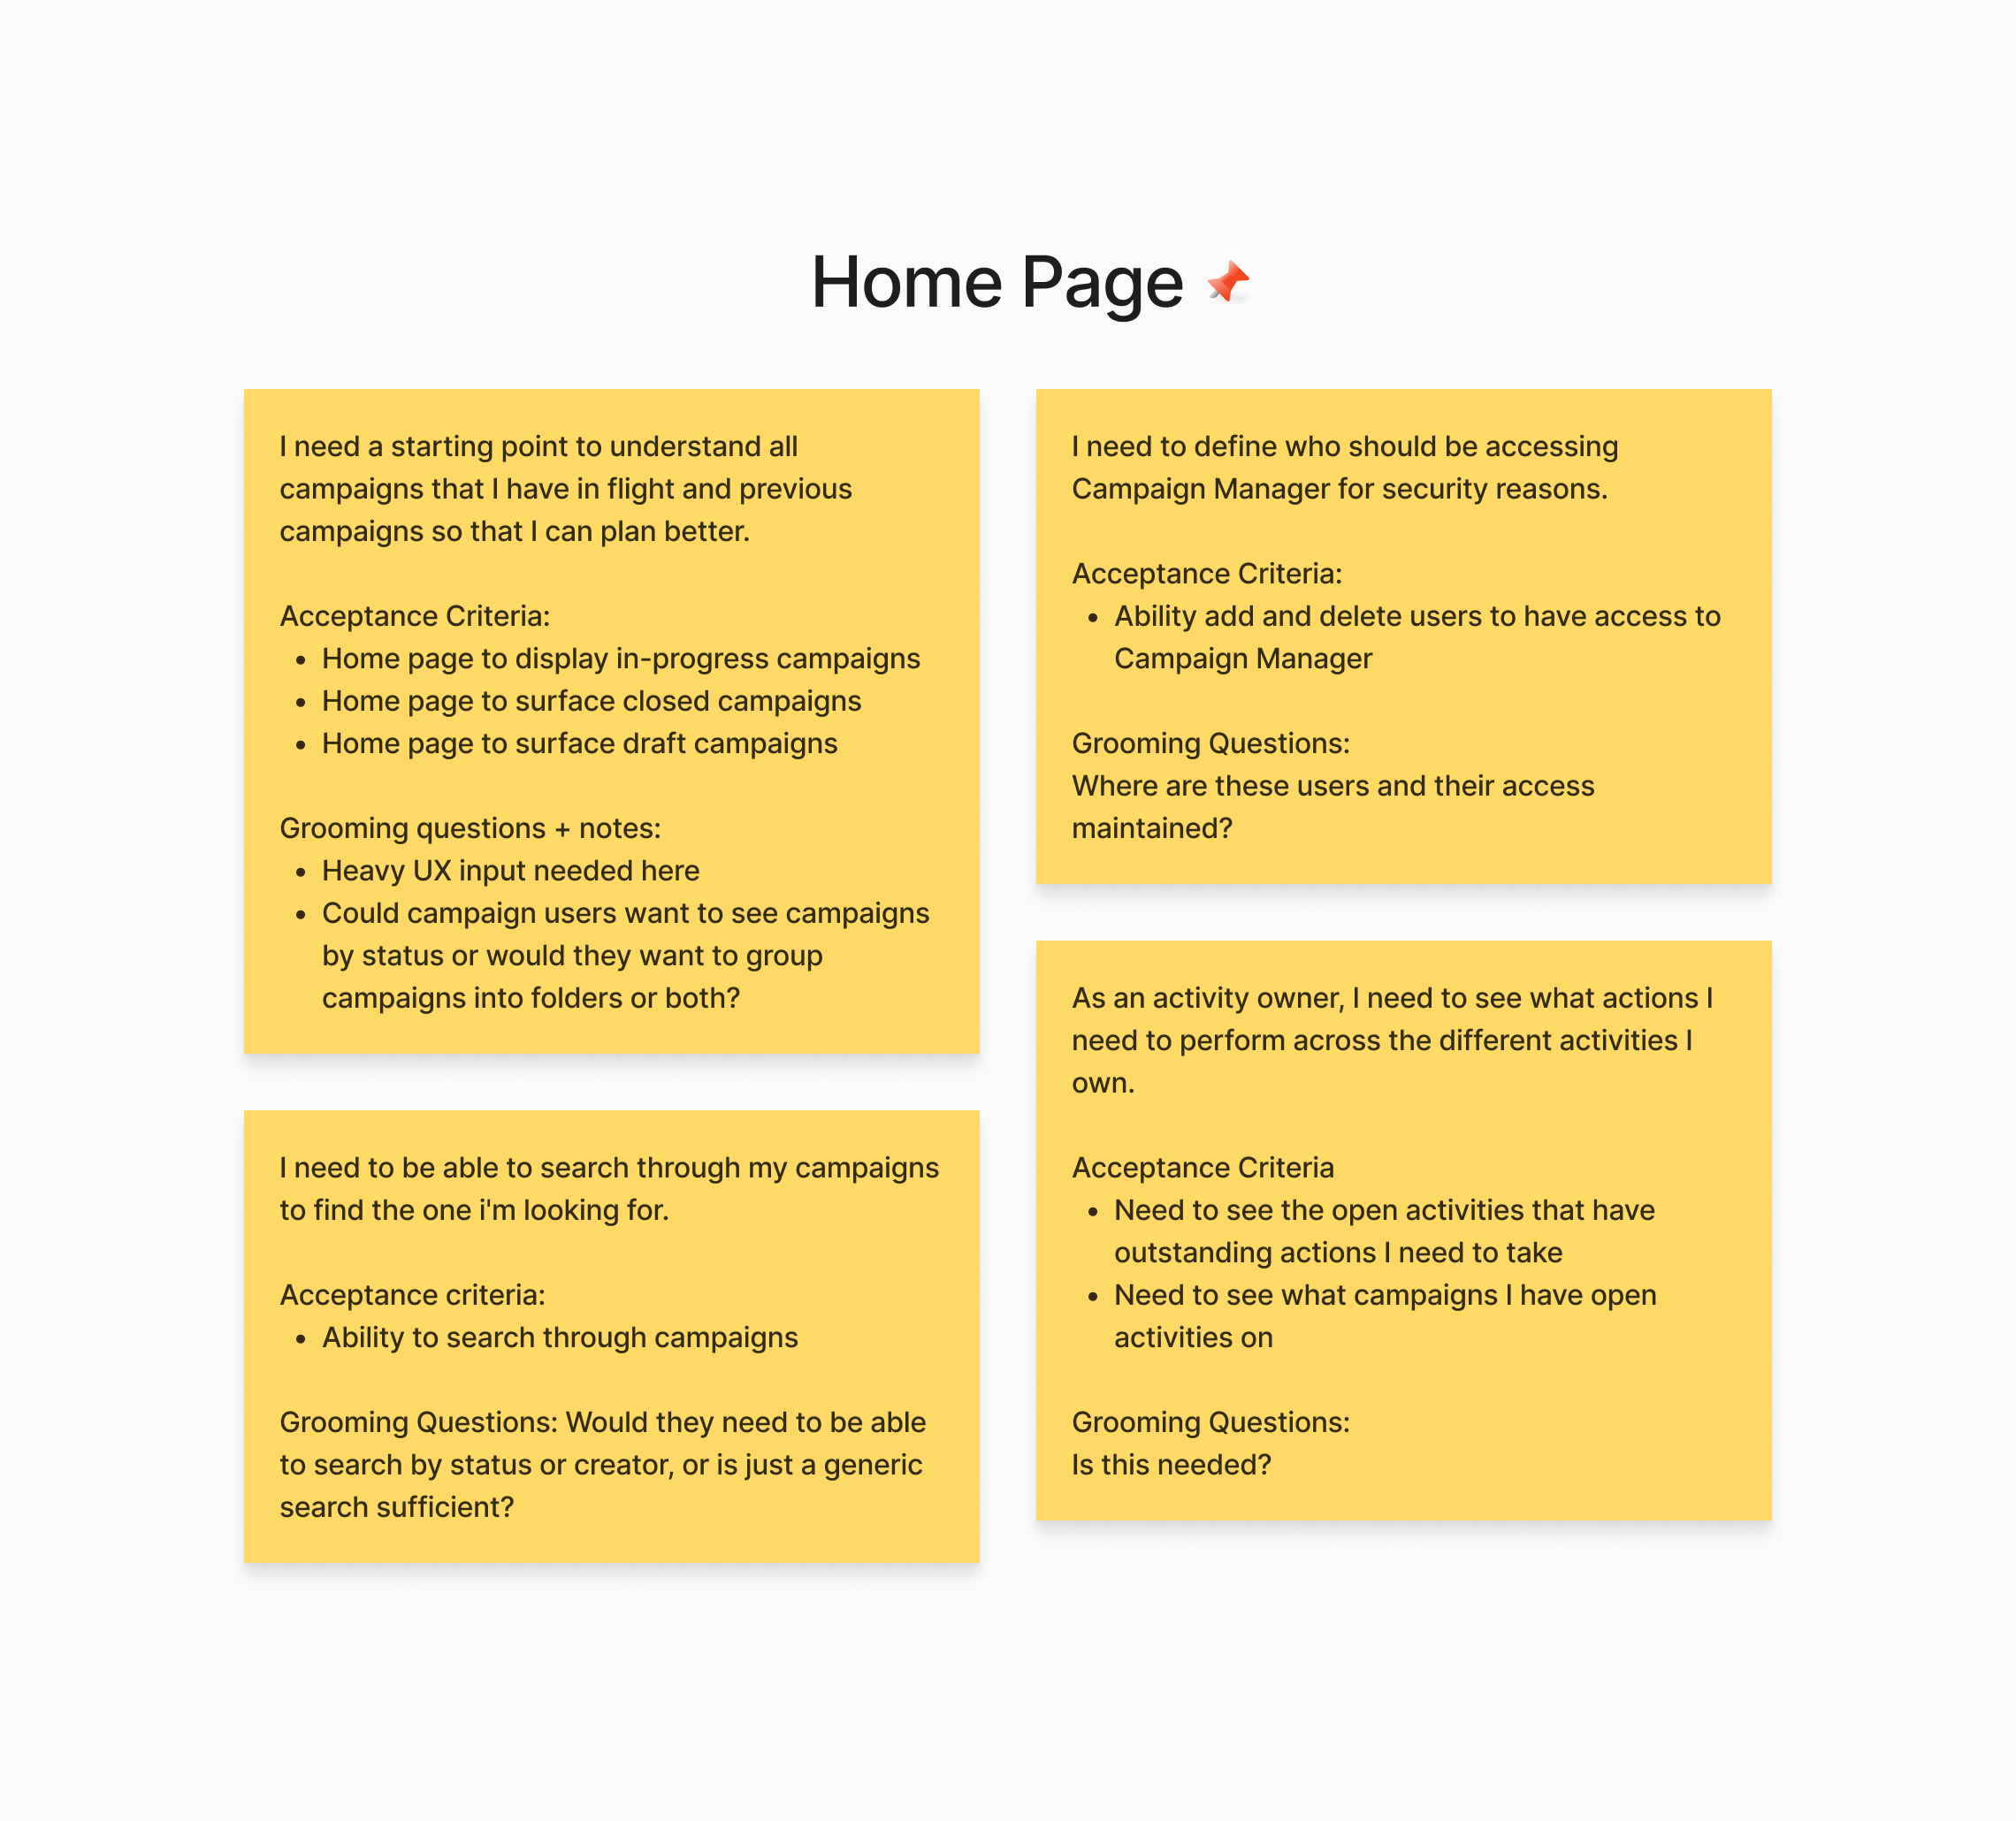 Home Page 📌
I need a starting point to understand all
campaigns that I have in flight and previous
campaigns so that I can plan better.
Acceptance Criteria:
• Home page to display in-progress campaigns
• Home page to surface closed campaigns
• Home page to surface draft campaigns
Grooming questions + notes:
• Heavy UX input needed here
• Could campaign users want to see campaigns
by status or would they want to group
campaigns into folders or both?
I need to be able to search through my campaigns
to find the one i'm looking for.
Acceptance criteria:
• Ability to search through campaigns
Grooming Questions: Would they need to be able
to search by status or creator, or is just a generic
search sufficient?
I need to define who should be accessing
Campaign Manager for security reasons.
Acceptance Criteria:
• Ability add and delete users to have access to
Campaign Manager
Grooming Questions:
Where are these users and their access
maintained?
As an activity owner, I need to see what actions I
need to perform across the different activities I
own.
Acceptance Criteria
• Need to see the open activities that have
outstanding actions I need to take
• Need to see what campaigns I have open
activities on
Grooming Questions:
Is this needed?